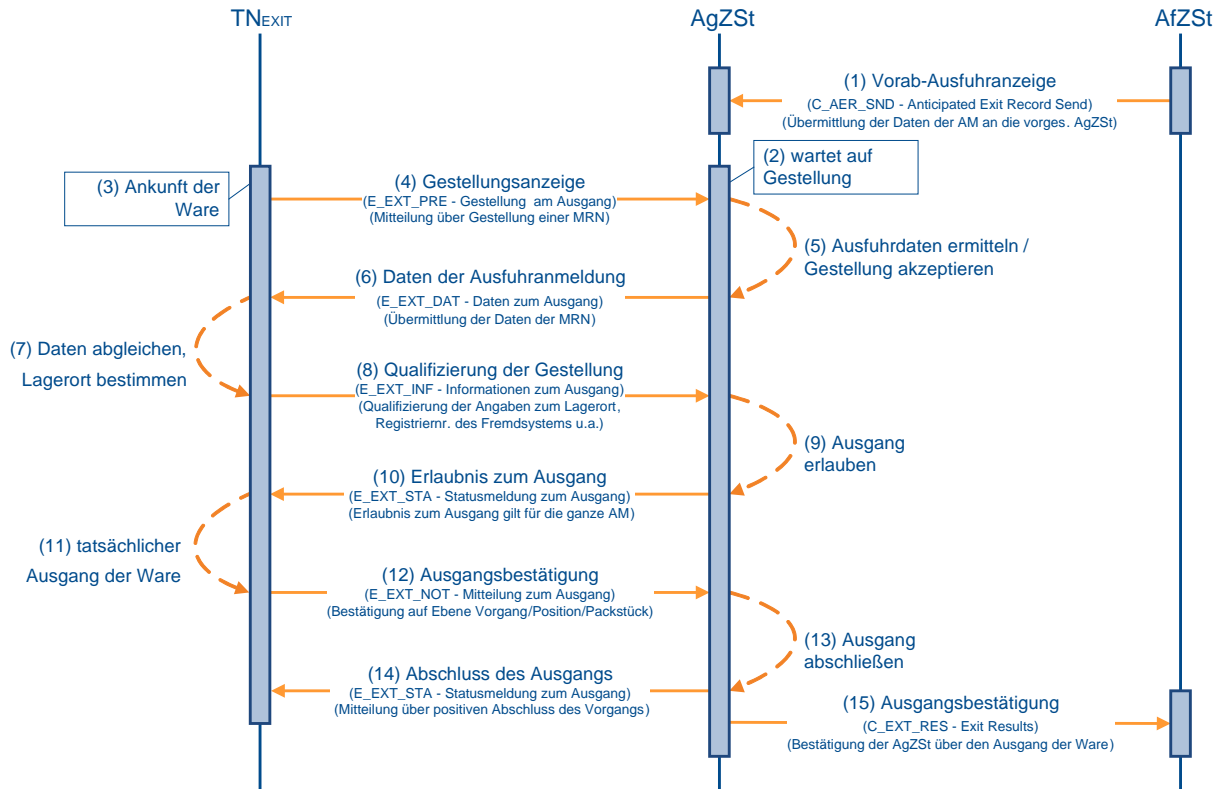 TNEXIT
AgZSt
AfZSt
(1) Vorab-Ausfuhranzeige
(C_AER_SND - Anticipated Exit Record Send)
(Übermittlung der Daten der AM an die vorges. AgZSt)
(2) wartet auf
Gestellung
(3) Ankunft der
Ware
(4) Gestellungsanzeige
(E_EXT_PRE - Gestellung am Ausgang)
(Mitteilung über Gestellung einer MRN)
(5) Ausfuhrdaten ermitteln /
Gestellung akzeptieren
(6) Daten der Ausfuhranmeldung
(E_EXT_DAT - Daten zum Ausgang)
(Übermittlung der Daten der MRN)
(7) Daten abgleichen,
Lagerort bestimmen
(8) Qualifizierung der Gestellung
(E_EXT_INF - Informationen zum Ausgang)
(Qualifizierung der Angaben zum Lagerort,
Registriernr. des Fremdsystems u.a.)
(9) Ausgang
erlauben
(10) Erlaubnis zum Ausgang
(E_EXT_STA - Statusmeldung zum Ausgang)
(Erlaubnis zum Ausgang gilt für die ganze AM)
(11) tatsächlicher
Ausgang der Ware
(12) Ausgangsbestätigung
(E_EXT_NOT - Mitteilung zum Ausgang)
(Bestätigung auf Ebene Vorgang/Position/Packstück)
(13) Ausgang
abschließen
(14) Abschluss des Ausgangs
(E_EXT_STA - Statusmeldung zum Ausgang)
(Mitteilung über positiven Abschluss des Vorgangs)
(15) Ausgangsbestätigung
(C_EXT_RES - Exit Results)
(Bestätigung der AgZSt über den Ausgang der Ware)